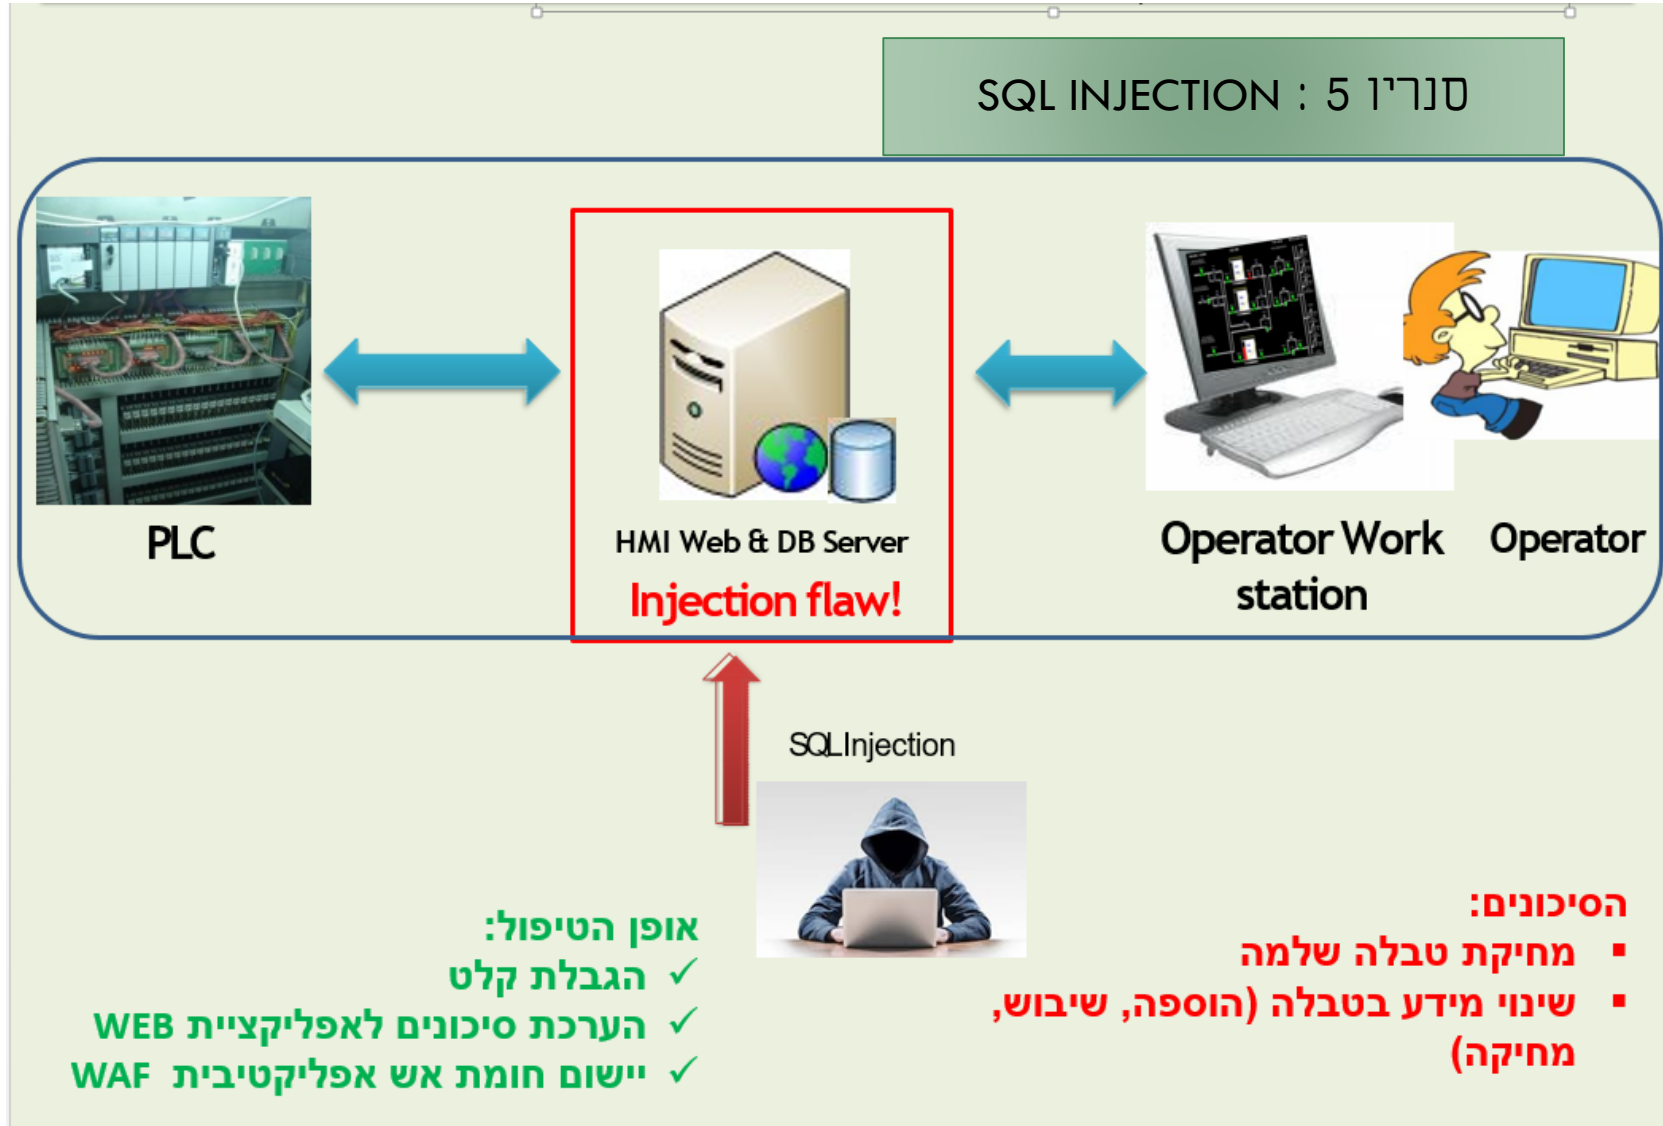 סנריו 5 : SQL INJECTION
PLC
HMI Web & DB Server
Injection flaw!
Operator Work
station
Operator
SQL Injection
הסיכונים:
▪ מחיקת טבלה שלמה
▪ שינוי מידע בטבלה (הוספה, שיבוש,
מחיקה)
אופן הטיפול:
✓ הגבלת קלט
✓ הערכת סיכונים לאפליקציית WEB
✓ יישום חומת אש אפליקטיבית WAF